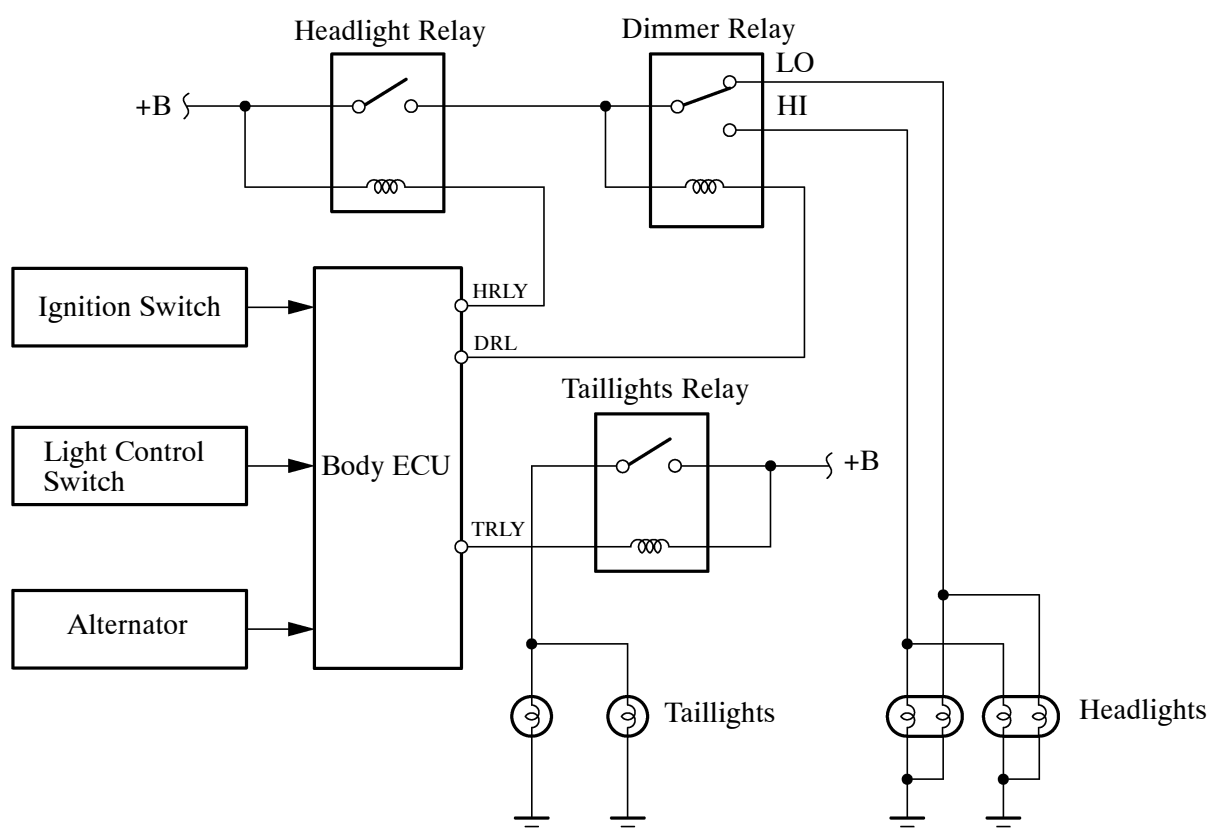 Headlight Relay
Dimmer Relay
LO
+B
HI
Ignition Switch
HRLY
DRL
Taillights Relay
Light Control
Switch
Body ECU
+B
TRLY
Alternator
Taillights
Headlights